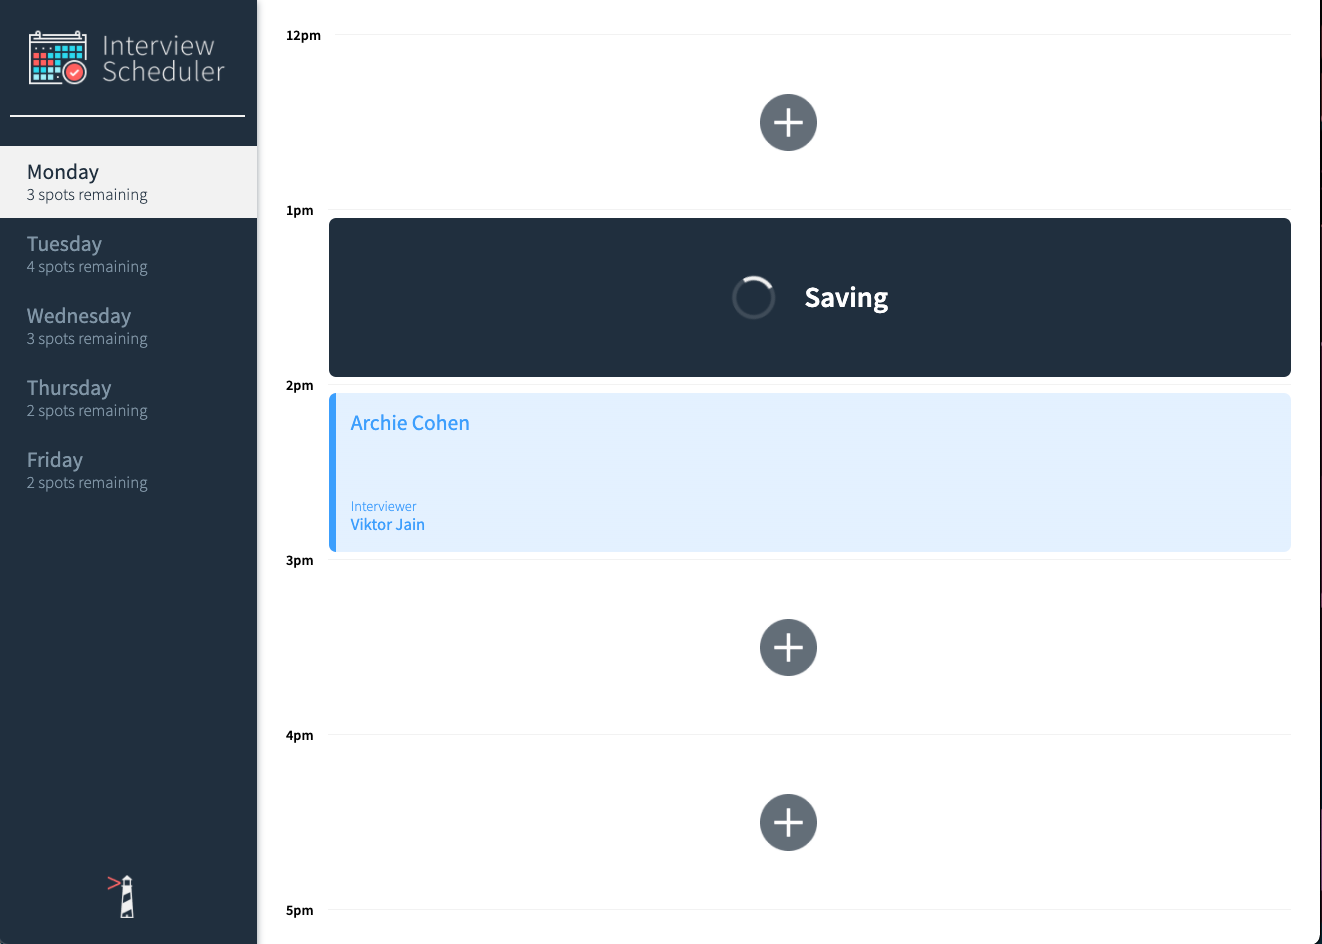 Interview
Scheduler
Monday
3 spots remaining
Tuesday
4 spots remaining
Wednesday
3 spots remaining
Thursday
2 spots remaining
Friday
2 spots remaining
12pm
1pm
Saving
2pm
Archie Cohen
Interviewer
Viktor Jain
3pm
4pm
5pm